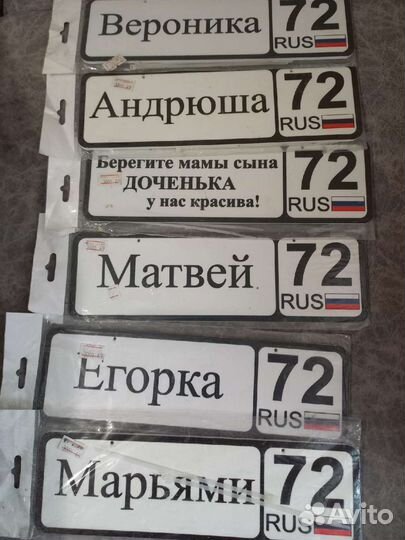 Вероника
72
RUS
Андрюша
72
RUS
Берегите мамы сына
ДОЧЕНЬКА
у нас красива!
72
RUS
Матвей
72
RUS
Егорка
72
RUS
Марьями
72
RUS
Avito